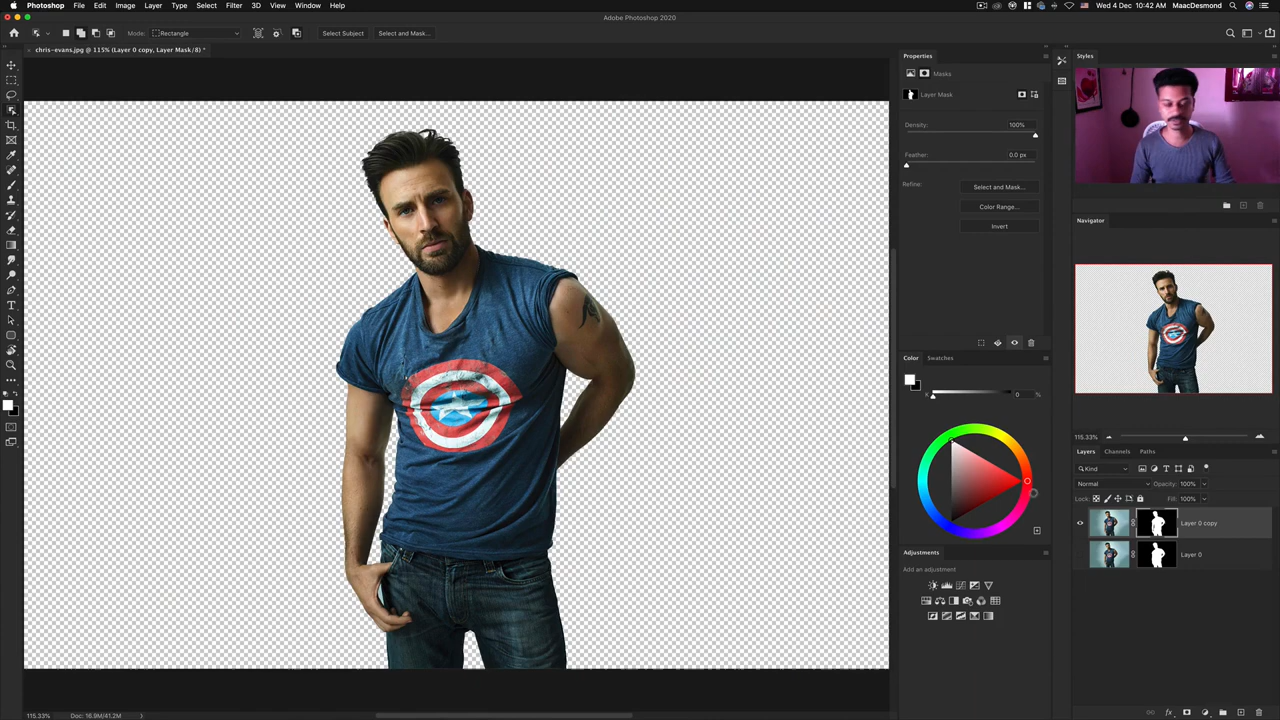 Photoshop File Edit Image Layer Type Select Filter 3D View Window Help Wed 4 Dec 10:42 AM MaacDesmond
Adobe Photoshop 2020
Mode: Rectangle Select Subject Select and Mask...
chris-evans.jpg @ 115% (Layer 0 copy, Layer Mask/8) *
Properties
Masks
Layer Mask
Density: 100%
Feather: 0.0 px
Refine: Select and Mask...
Color Range...
Invert
Color Swatches
K 0 %
Adjustments
Add an adjustment
Styles
Navigator
115.33%
Layers Channels Paths
Kind
Normal Opacity: 100%
Lock: Fill: 100%
Layer 0 copy
Layer 0
fx
115.33% Doc: 16.9M/41.2M